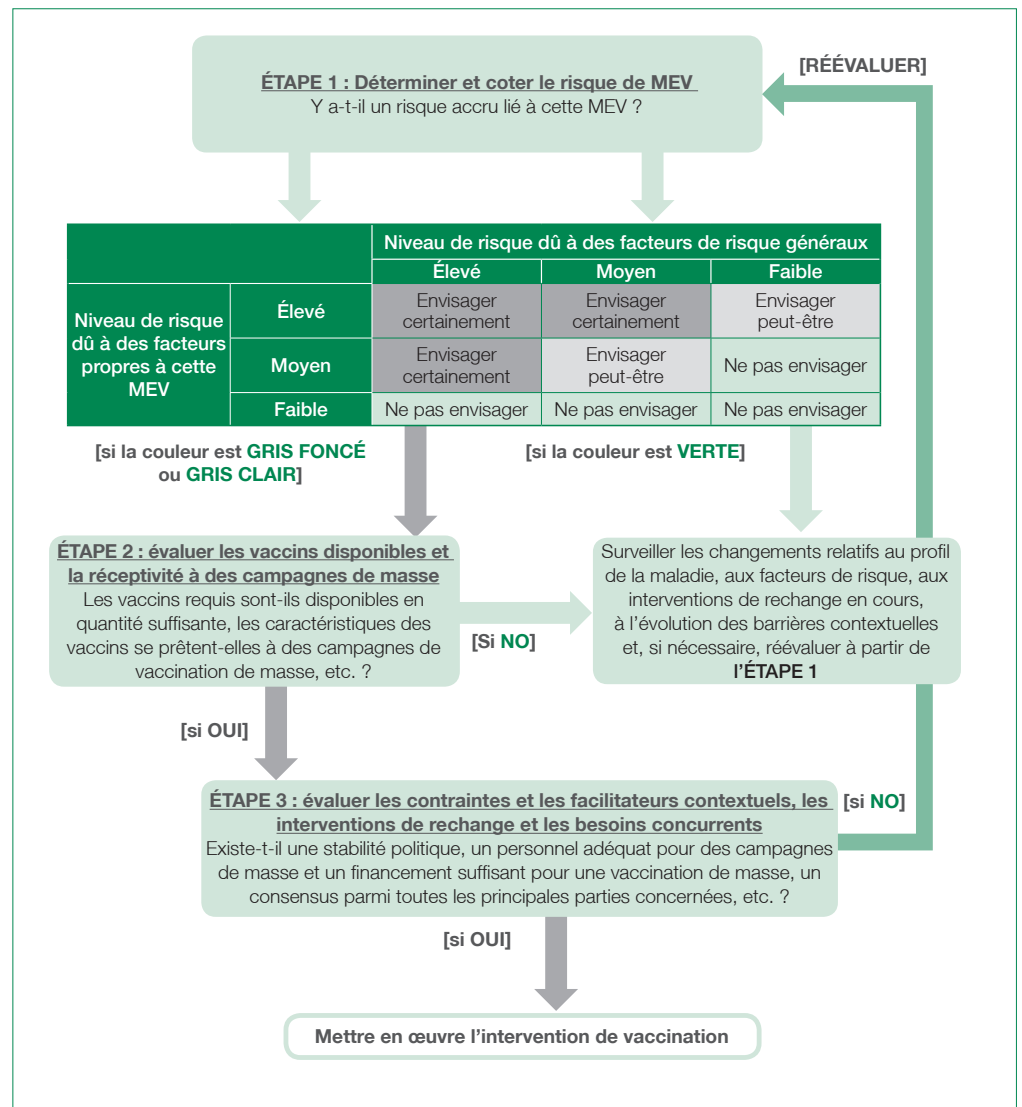 [RÉÉVALUER]
ÉTAPE 1 : Déterminer et coter le risque de MEV
Y a-t-il un risque accru lié à cette MEV ?
Niveau de risque dû à des facteurs de risque généraux
Élevé
Moyen
Faible
Niveau de risque
dû à des facteurs
propres à cette
MEV
Élevé
Envisager
certainement
Envisager
certainement
Envisager
peut-être
Moyen
Envisager
certainement
Envisager
peut-être
Ne pas envisager
Faible
Ne pas envisager
Ne pas envisager
Ne pas envisager
[si la couleur est GRIS FONCÉ
ou GRIS CLAIR]
[si la couleur est VERTE]
ÉTAPE 2 : évaluer les vaccins disponibles et
la réceptivité à des campagnes de masse
Les vaccins requis sont-ils disponibles en
quantité suffisante, les caractéristiques des
vaccins se prêtent-elles à des campagnes de
vaccination de masse, etc. ?
[Si NO]
Surveiller les changements relatifs au profil
de la maladie, aux facteurs de risque, aux
interventions de rechange en cours,
à l'évolution des barrières contextuelles
et, si nécessaire, réévaluer à partir de
l'ÉTAPE 1
[si OUI]
ÉTAPE 3 : évaluer les contraintes et les facilitateurs contextuels, les
interventions de rechange et les besoins concurrents
Existe-t-il une stabilité politique, un personnel adéquat pour des campagnes
de masse et un financement suffisant pour une vaccination de masse, un
consensus parmi toutes les principales parties concernées, etc. ?
[si NO]
[si OUI]
Mettre en œuvre l'intervention de vaccination